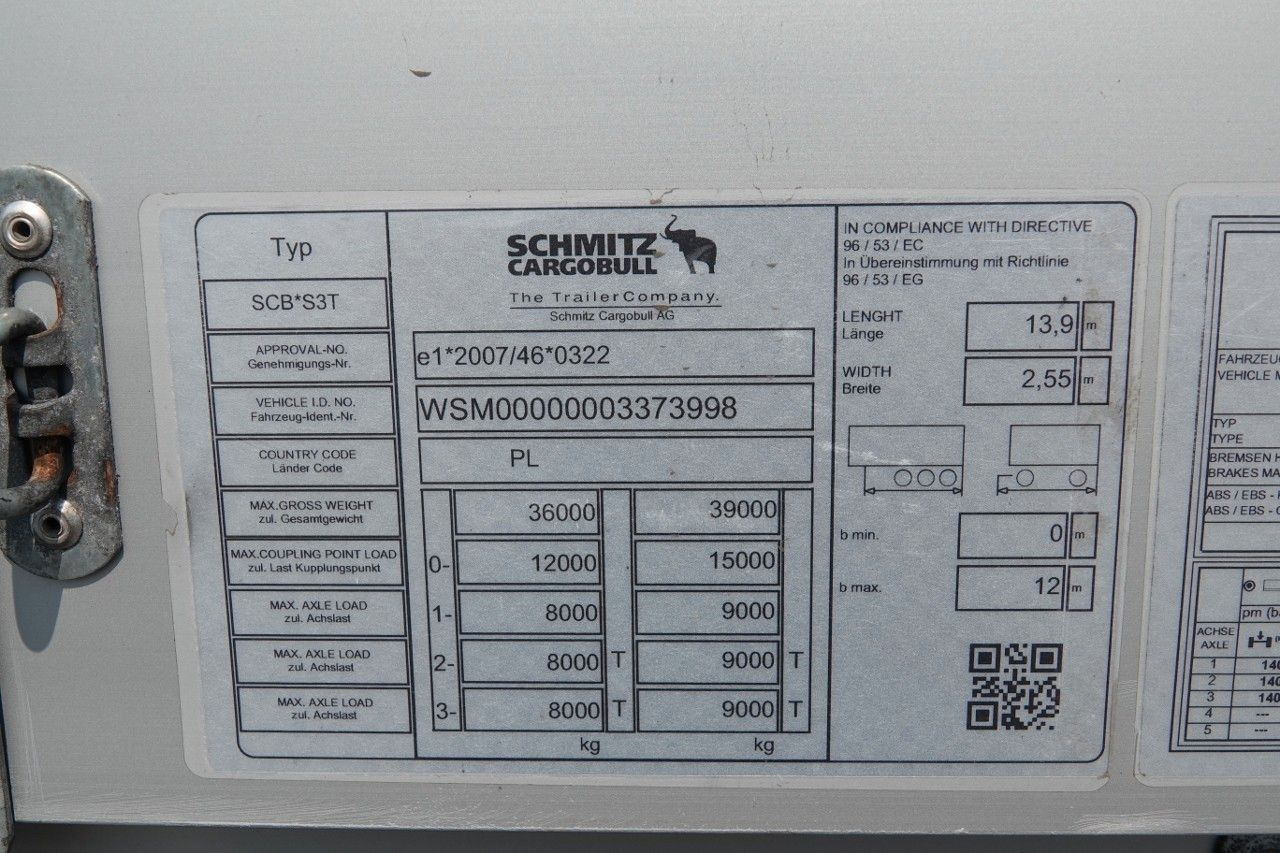 Typ
SCB*S3T
APPROVAL-NO.
Genehmigungs-Nr.
VEHICLE I.D. NO.
Fahrzeug-Ident.-Nr.
COUNTRY CODE
Länder Code
MAX.GROSS WEIGHT
zul. Gesamtgewicht
MAX.COUPLING POINT LOAD
zul. Last Kupplungspunkt
MAX. AXLE LOAD
zul. Achslast
MAX. AXLE LOAD
zul. Achslast
MAX. AXLE LOAD
zul. Achslast
SCHMITZ
CARGOBULL
The TrailerCompany.
Schmitz Cargobull AG
e1*2007/46*0322
WSM00000003373998
PL
36000 39000
0- 12000 15000
1- 8000 9000
2- 8000 T 9000 T
3- 8000 T 9000 T
kg kg
IN COMPLIANCE WITH DIRECTIVE
96 / 53 / EC
In Übereinstimmung mit Richtlinie
96 / 53 / EG
LENGHT
Länge
13,9 m
WIDTH
Breite
2,55 m
b min. 0 m
b max. 12 m
FAHRZEU
VEHICLE M
TYP
TYPE
BREMSEN H
BRAKES MA
ABS / EBS -
ABS / EBS -
pm (b
ACHSE
AXLE
1 140
2 140
3 140
4 ---
5 ---